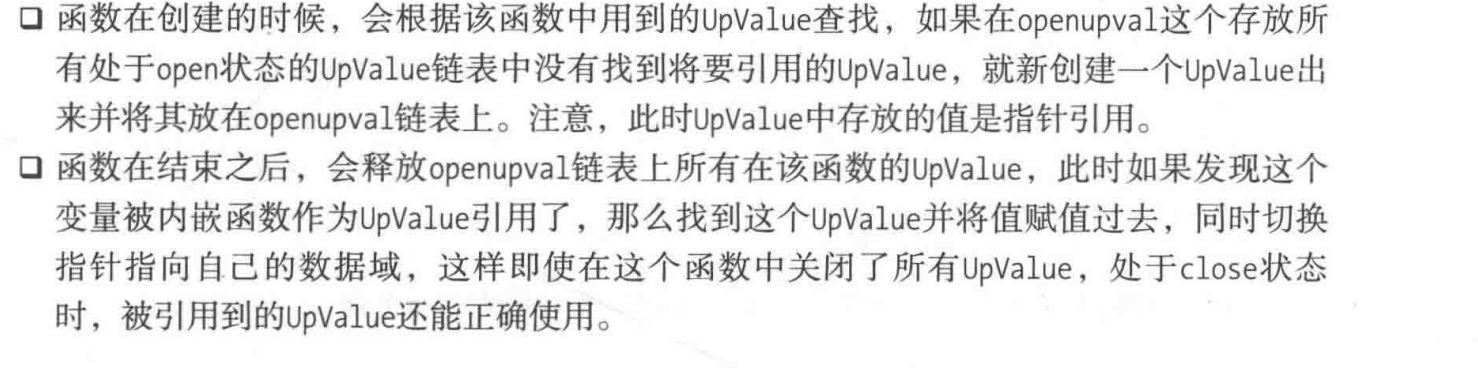 ❑ 函数在创建的时候，会根据该函数中用到的UpValue查找，如果在openupval这个存放所
有处于open状态的UpValue链表中没有找到将要引用的UpValue，就新创建一个UpValue出
来并将其放在openupval链表上。注意，此时UpValue中存放的值是指针引用。
❑ 函数在结束之后，会释放openupval链表上所有在该函数的UpValue，此时如果发现这个
变量被内嵌函数作为UpValue引用了，那么找到这个UpValue并将值赋值过去，同时切换
指针指向自己的数据域，这样即使在这个函数中关闭了所有UpValue，处于close状态
时，被引用到的UpValue还能正确使用。